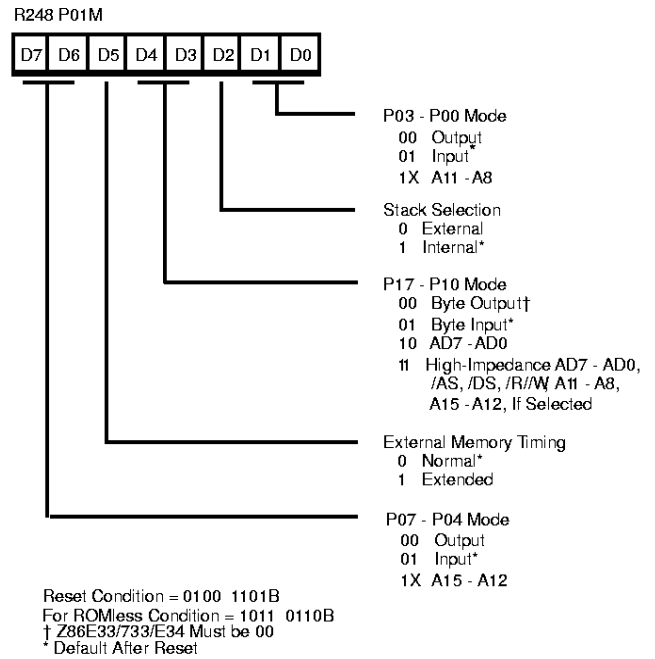 R248 P01M
D7 D6 D5 D4 D3 D2 D1 D0
P03 - P00 Mode
00 Output
01 Input*
1X A11 - A8
Stack Selection
0 External
1 Internal*
P17 - P10 Mode
00 Byte Output†
01 Byte Input*
10 AD7 - AD0
11 High-Impedance AD7 - AD0,
/AS, /DS, /R//W, A11 - A8,
A15 - A12, If Selected
External Memory Timing
0 Normal*
1 Extended
P07 - P04 Mode
00 Output
01 Input*
1X A15 - A12
Reset Condition = 0100 1101B
For ROMless Condition = 1011 0110B
† Z86E33/733/E34 Must be 00
* Default After Reset